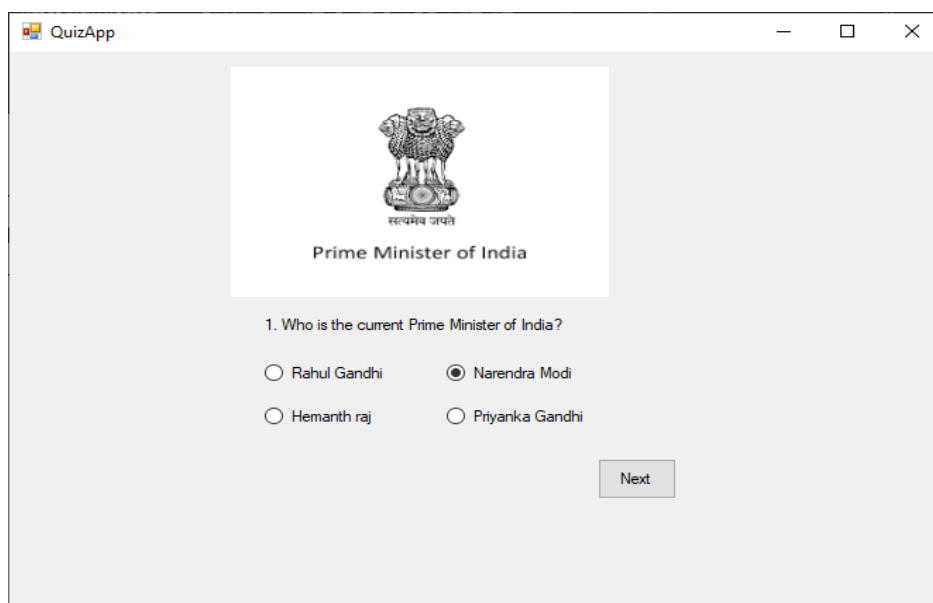 QuizApp
सत्यमेव जयते
Prime Minister of India
1. Who is the current Prime Minister of India?
Rahul Gandhi Narendra Modi
Hemanth raj Priyanka Gandhi
Next